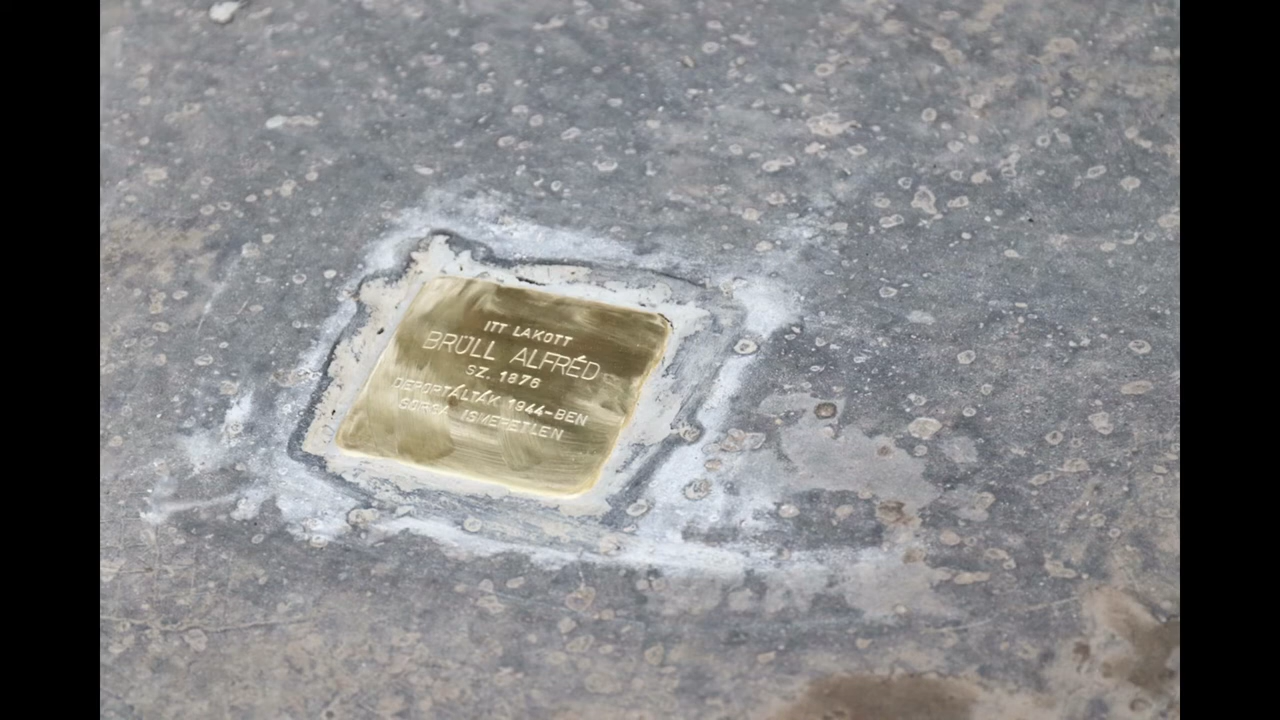 ITT LAKOTT
BRÜLL ALFRÉD
SZ. 1876
DEPORTÁLTÁK 1944-BEN
SORSA ISMERETLEN